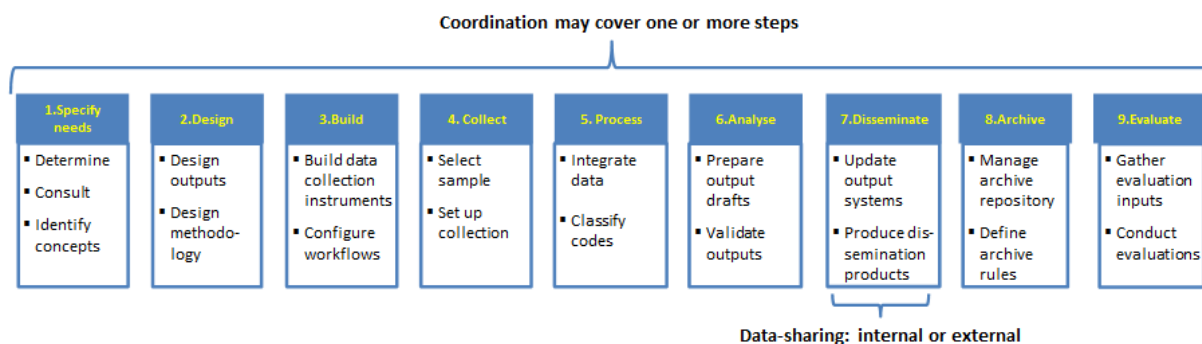 Coordination may cover one or more steps
1.Specify
needs
▪ Determine
▪ Consult
▪ Identify
concepts
2.Design
▪ Design
outputs
▪ Design
methodo-
logy
3.Build
▪ Build data
collection
instruments
▪ Configure
workflows
4. Collect
▪ Select
sample
▪ Set up
collection
5. Process
▪ Integrate
data
▪ Classify
codes
6.Analyse
▪ Prepare
output
drafts
▪ Validate
outputs
7.Disseminate
▪ Update
output
systems
▪ Produce dis-
semination
products
8.Archive
▪ Manage
archive
repository
▪ Define
archive
rules
9.Evaluate
▪ Gather
evaluation
inputs
▪ Conduct
evaluations
Data-sharing: internal or external